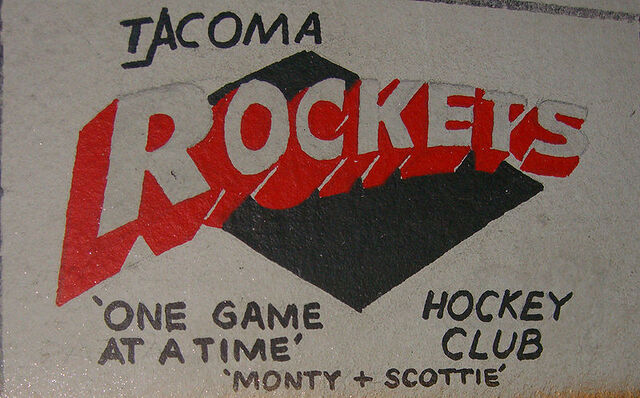 TACOMA
ROCKETS
'ONE GAME
AT A TIME'
HOCKEY
CLUB
'MONTY + SCOTTIE'